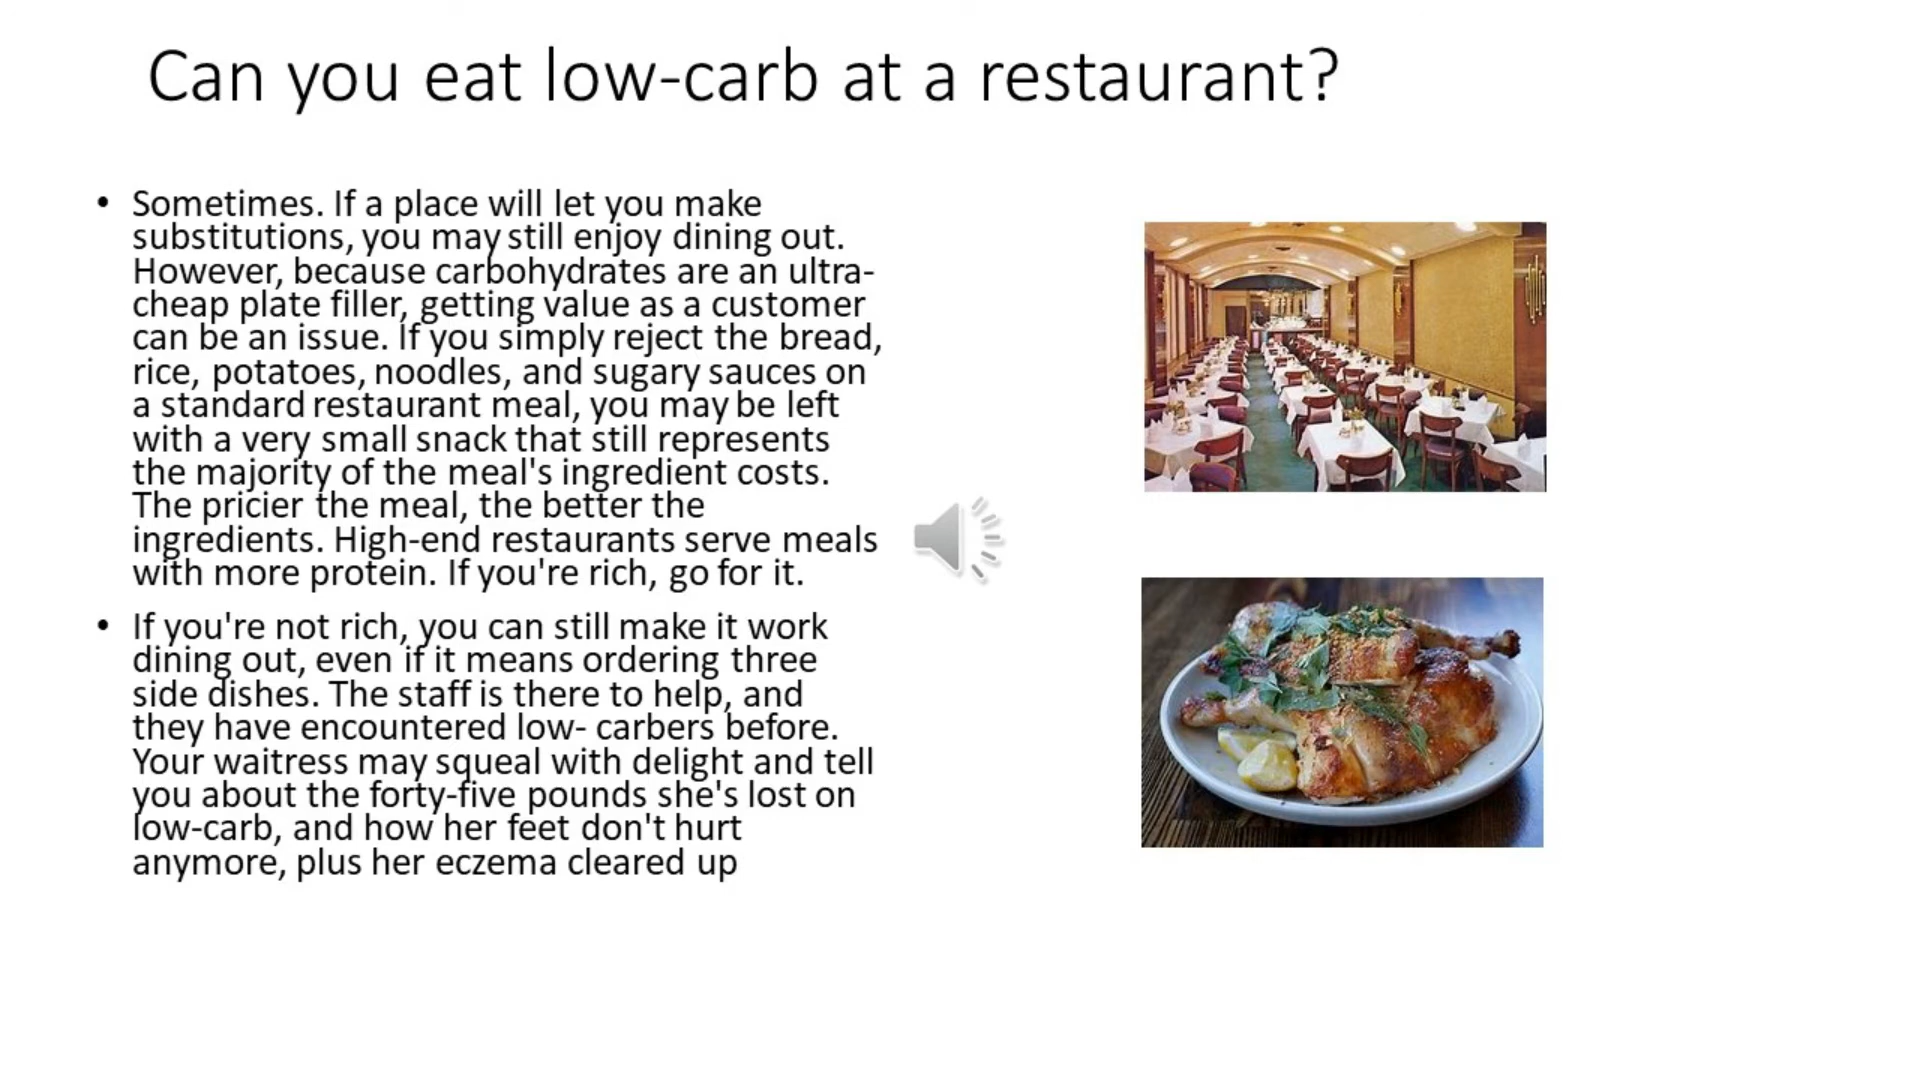 Can you eat low-carb at a restaurant?
• Sometimes. If a place will let you make
substitutions, you may still enjoy dining out.
However, because carbohydrates are an ultra-
cheap plate filler, getting value as a customer
can be an issue. If you simply reject the bread,
rice, potatoes, noodles, and sugary sauces on
a standard restaurant meal, you may be left
with a very small snack that still represents
the majority of the meal's ingredient costs.
The pricier the meal, the better the
ingredients. High-end restaurants serve meals
with more protein. If you're rich, go for it.
• If you're not rich, you can still make it work
dining out, even if it means ordering three
side dishes. The staff is there to help, and
they have encountered low- carbers before.
Your waitress may squeal with delight and tell
you about the forty-five pounds she's lost on
low-carb, and how her feet don't hurt
anymore, plus her eczema cleared up